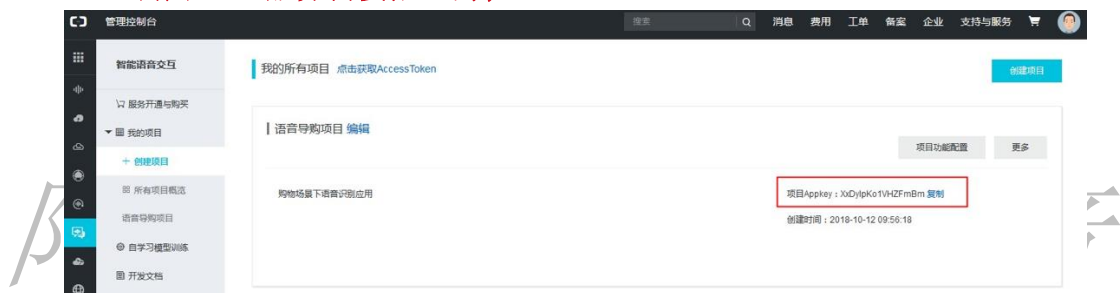 管理控制台
搜索
消息 费用 工单 备案 企业 支持与服务
智能语音交互
我的所有项目 点击获取AccessToken
创建项目
服务开通与购买
我的项目
语音导购项目 编辑
项目功能配置 更多
+ 创建项目
所有项目概览
购物场景下语音识别应用
项目Appkey:XxDylpKo1VHZFmBm 复制
语音导购项目
创建时间:2018-10-12 09:56:18
自学习模型训练
开发文档